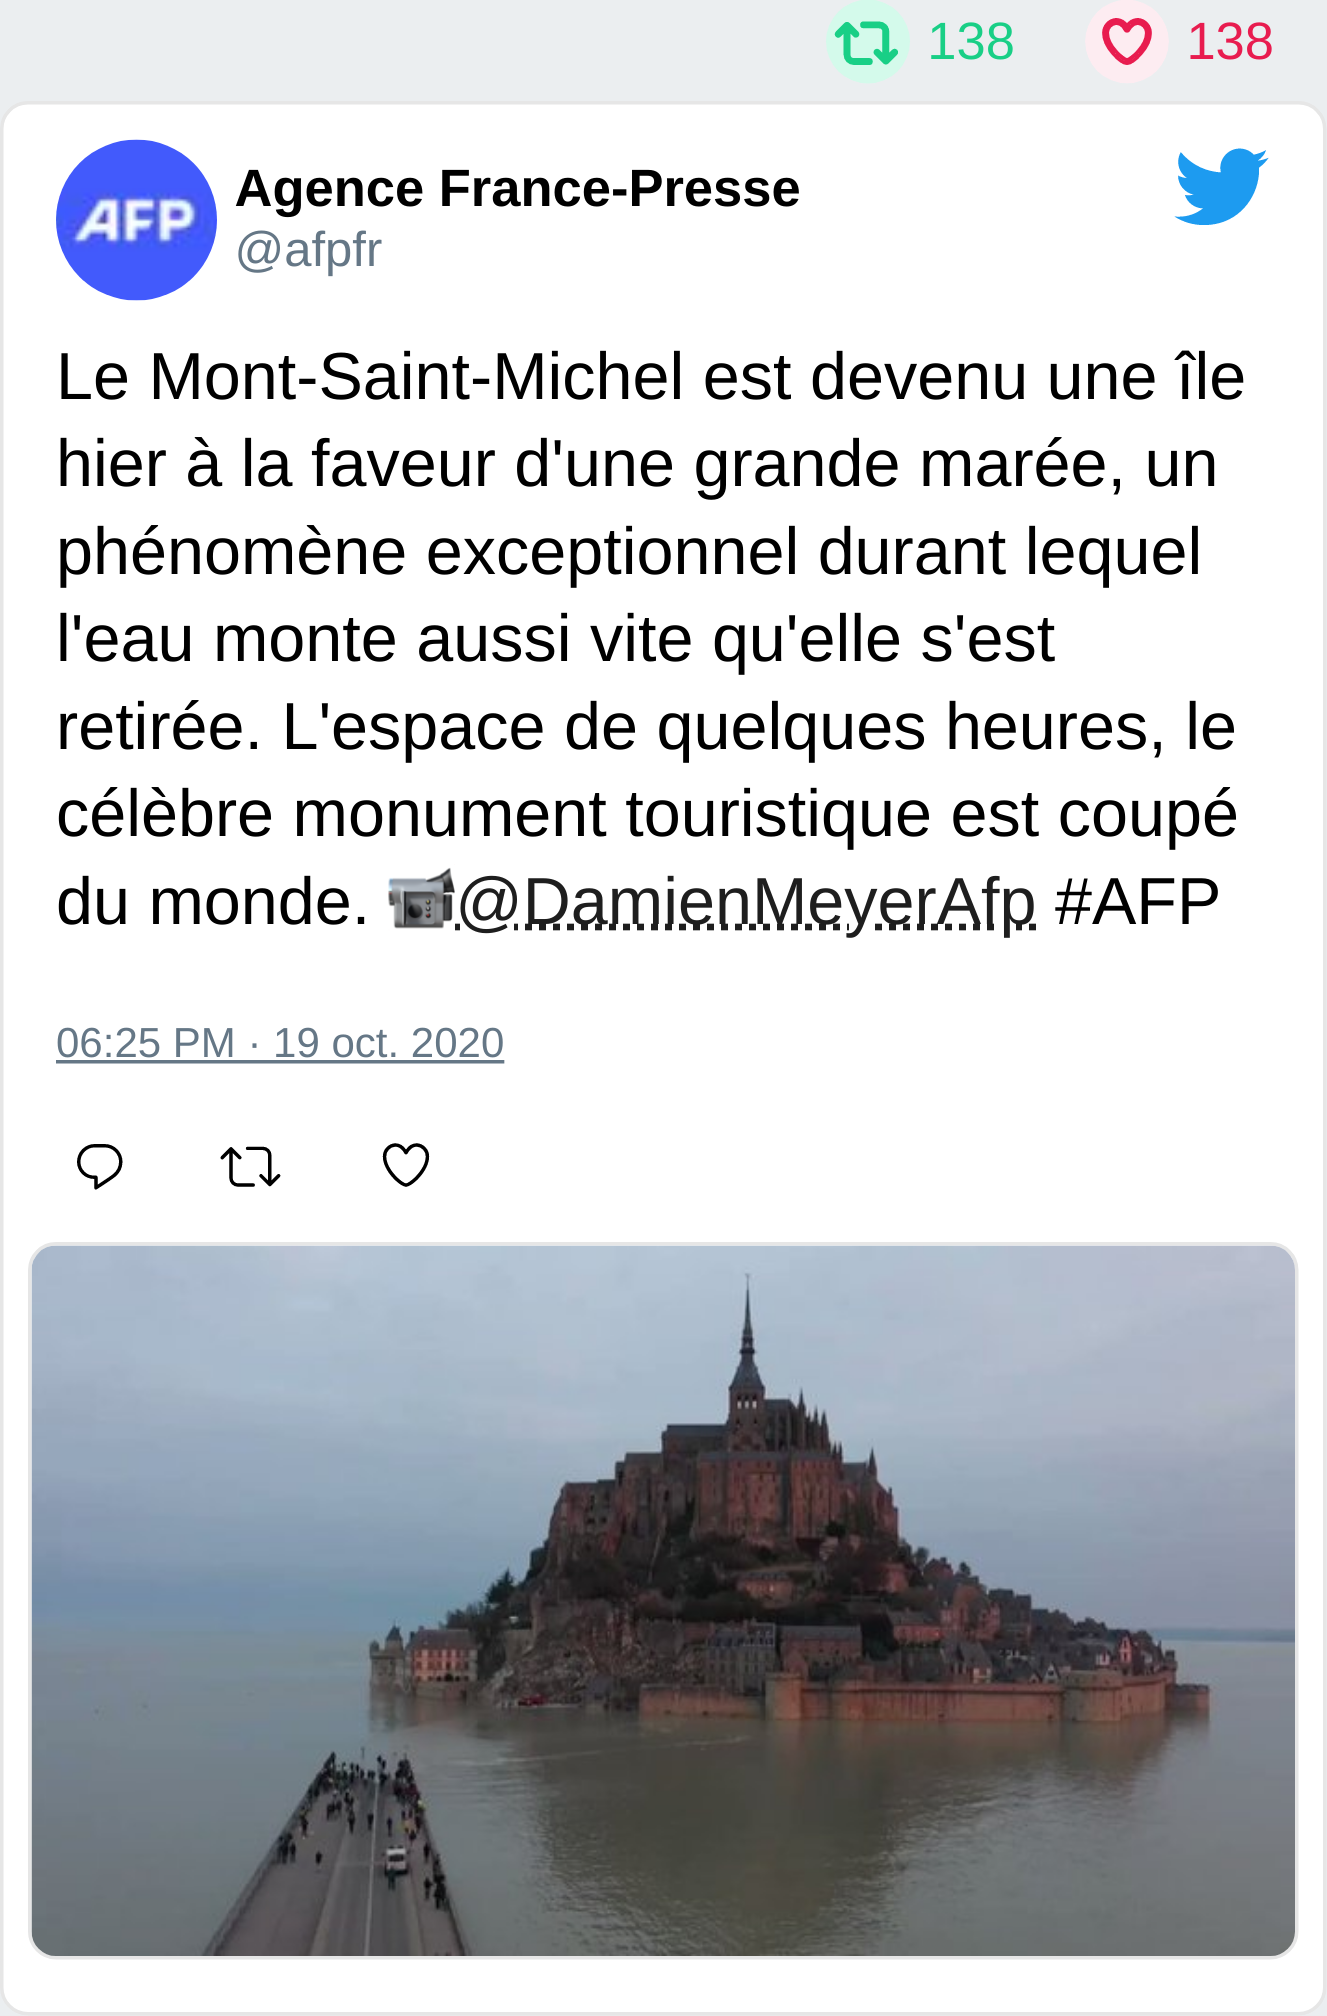 138 138
AFP
Agence France-Presse
@afpfr
Le Mont-Saint-Michel est devenu une île
hier à la faveur d'une grande marée, un
phénomène exceptionnel durant lequel
l'eau monte aussi vite qu'elle s'est
retirée. L'espace de quelques heures, le
célèbre monument touristique est coupé
du monde. 📹@DamienMeyerAfp #AFP
06:25 PM · 19 oct. 2020